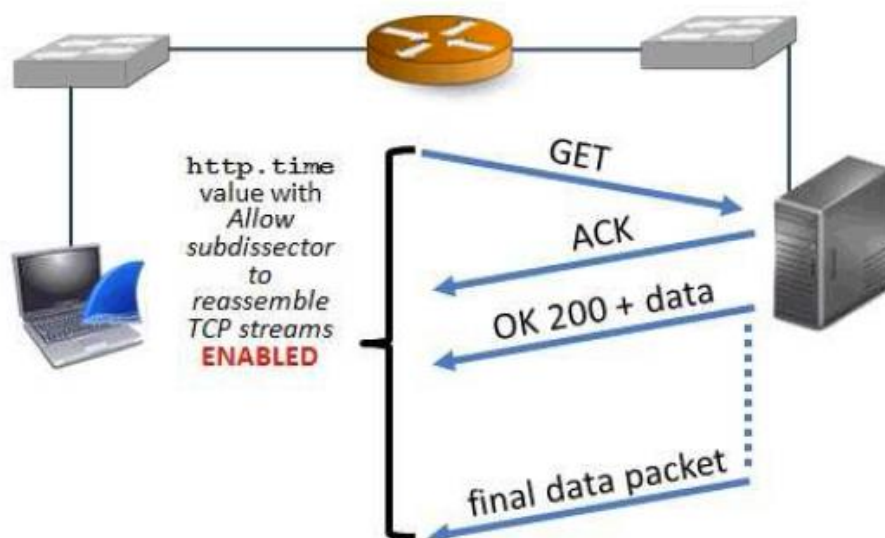 http.time
value with
Allow
subdissector
to
reassemble
TCP streams
ENABLED
GET
ACK
OK 200 + data
final data packet